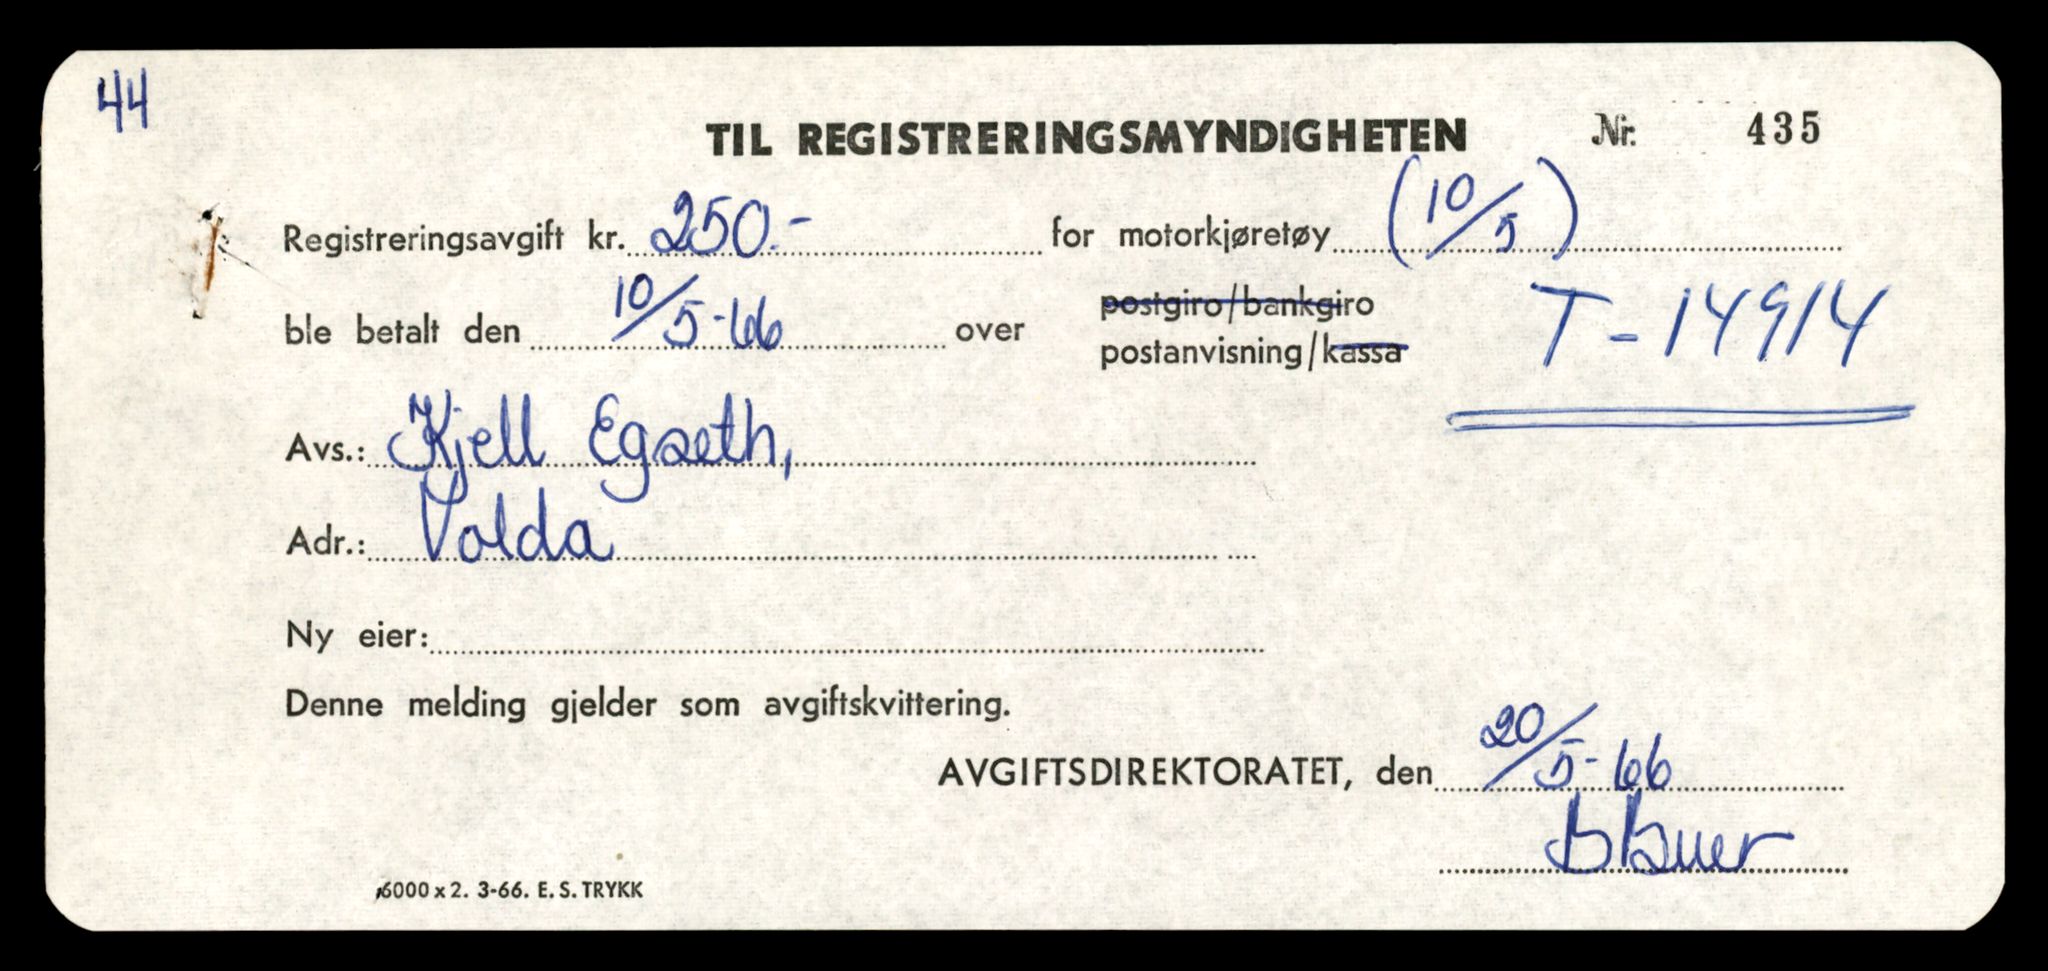 44
TIL REGISTRERINGSMYNDIGHETEN Nr. 435
Registreringsavgift kr. 250.- for motorkjøretøy (10/5)
ble betalt den 10/5-66 over postgiro/bankgiro
postanvisning/kassa
T-14914
Avs.: Kjell Egseth,
Adr.: Volda
Ny eier:
Denne melding gjelder som avgiftskvittering.
AVGIFTSDIREKTORATET, den 20/5-66
6000 x 2. 3-66. E. S. TRYKK